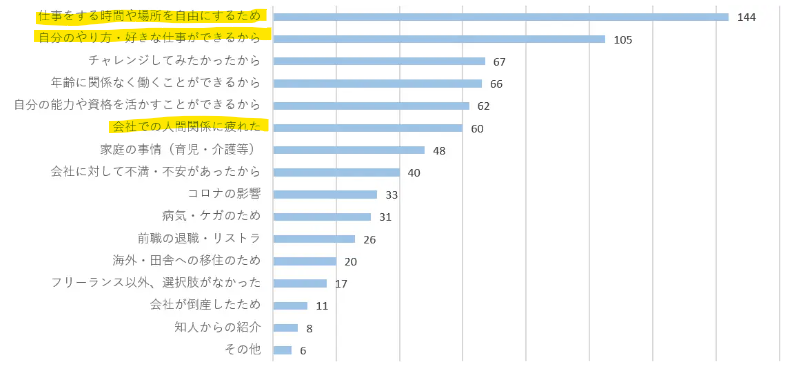 仕事をする時間や場所を自由にするため 144
自分のやり方・好きな仕事ができるから 105
チャレンジしてみたかったから 67
年齢に関係なく働くことができるから 66
自分の能力や資格を活かすことができるから 62
会社での人間関係に疲れた 60
家庭の事情（育児・介護等） 48
会社に対して不満・不安があったから 40
コロナの影響 33
病気・ケガのため 31
前職の退職・リストラ 26
海外・田舎への移住のため 20
フリーランス以外、選択肢がなかった 17
会社が倒産したため 11
知人からの紹介 8
その他 6